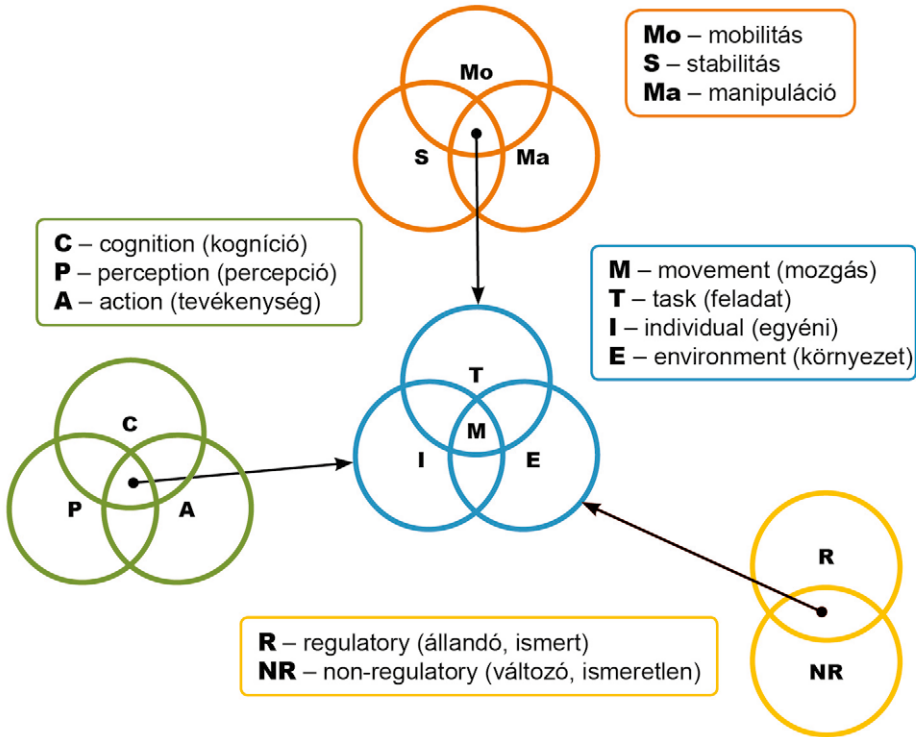 Mo
S
Ma
Mo – mobilitás
S – stabilitás
Ma – manipuláció
C – cognition (kogníció)
P – perception (percepció)
A – action (tevékenység)
M – movement (mozgás)
T – task (feladat)
I – individual (egyéni)
E – environment (környezet)
T
M
I
E
C
P
A
R
NR
R – regulatory (állandó, ismert)
NR – non-regulatory (változó, ismeretlen)